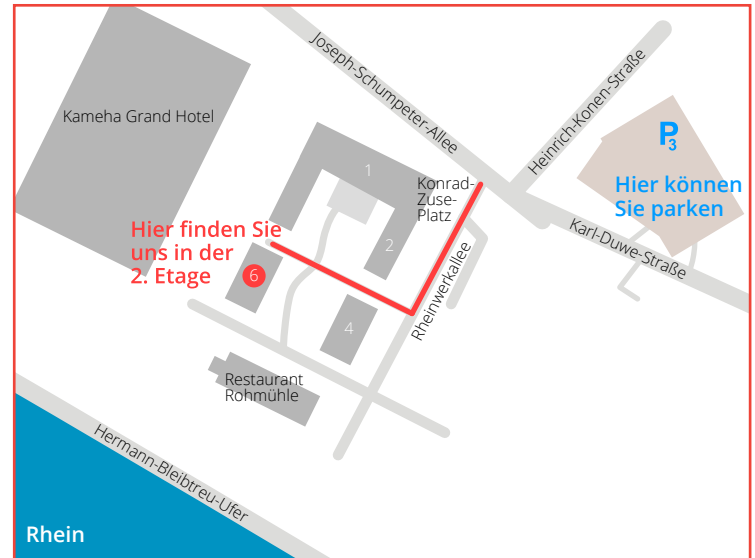 Joseph-Schumpeter-Allee
Heinrich-Konen-Straße
Kameha Grand Hotel
P3
1
Konrad-
Zuse-
Platz
Hier können
Sie parken
Hier finden Sie
uns in der
2. Etage
2
Karl-Duwe-Straße
6
Rheinwerkallee
4
Restaurant
Rohmühle
Hermann-Bleibtreu-Ufer
Rhein